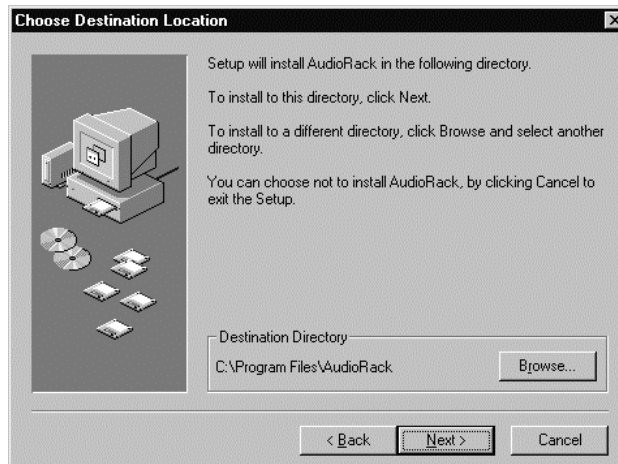 Choose Destination Location
Setup will install AudioRack in the following directory.
To install to this directory, click Next.
To install to a different directory, click Browse and select another
directory.
You can choose not to install AudioRack, by clicking Cancel to
exit the Setup.
Destination Directory
C:\Program Files\AudioRack
Browse...
< Back
Next >
Cancel